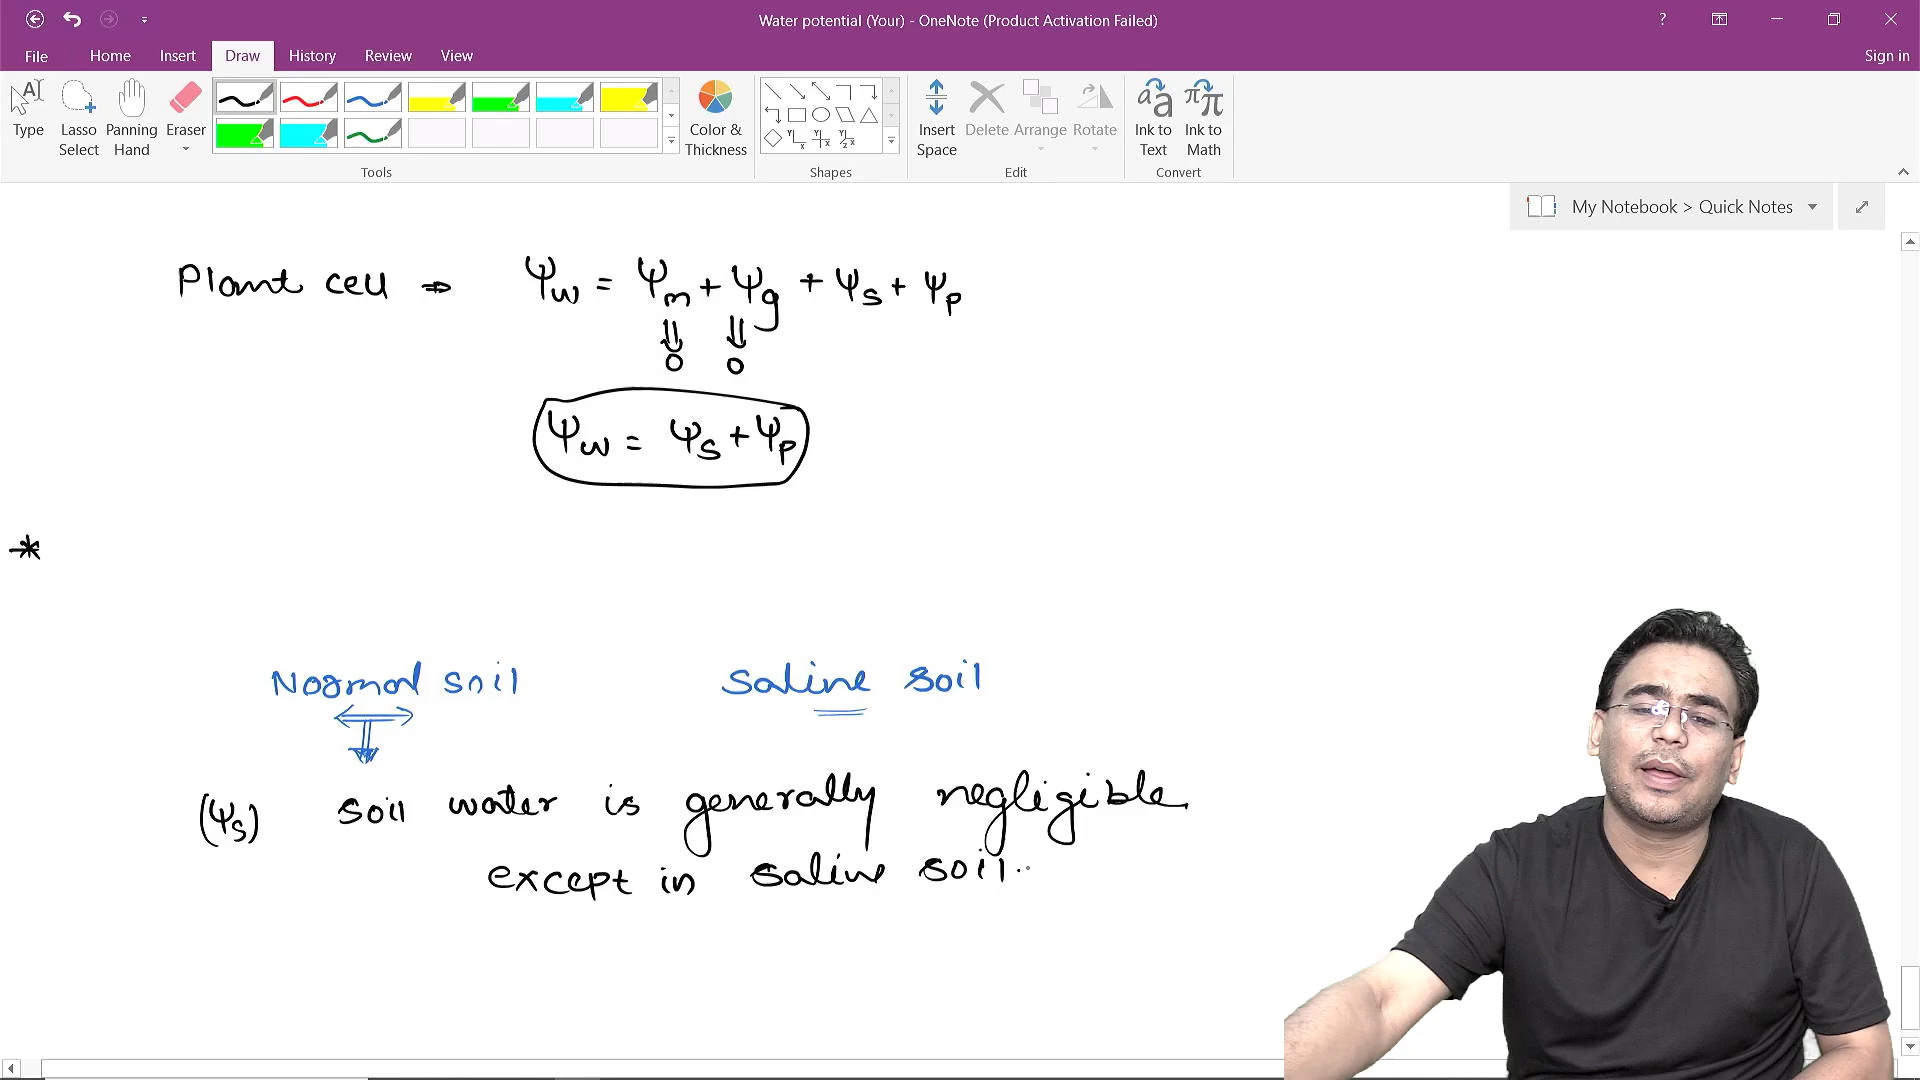 Water potential (Your) - OneNote (Product Activation Failed)
?
File Home Insert Draw History Review View
Sign in
Type
Lasso Select
Panning Hand
Eraser
Color & Thickness
Insert Space
Delete
Arrange
Rotate
Ink to Text
Ink to Math
Tools
Shapes
Edit
Convert
My Notebook > Quick Notes
Plant cell ⇒ Ψw = Ψm + Ψg + Ψs + Ψp
0 0
Ψw = Ψs + Ψp
*
Normal soil
Saline soil
(Ψs) soil water is generally negligible
except in saline soil.